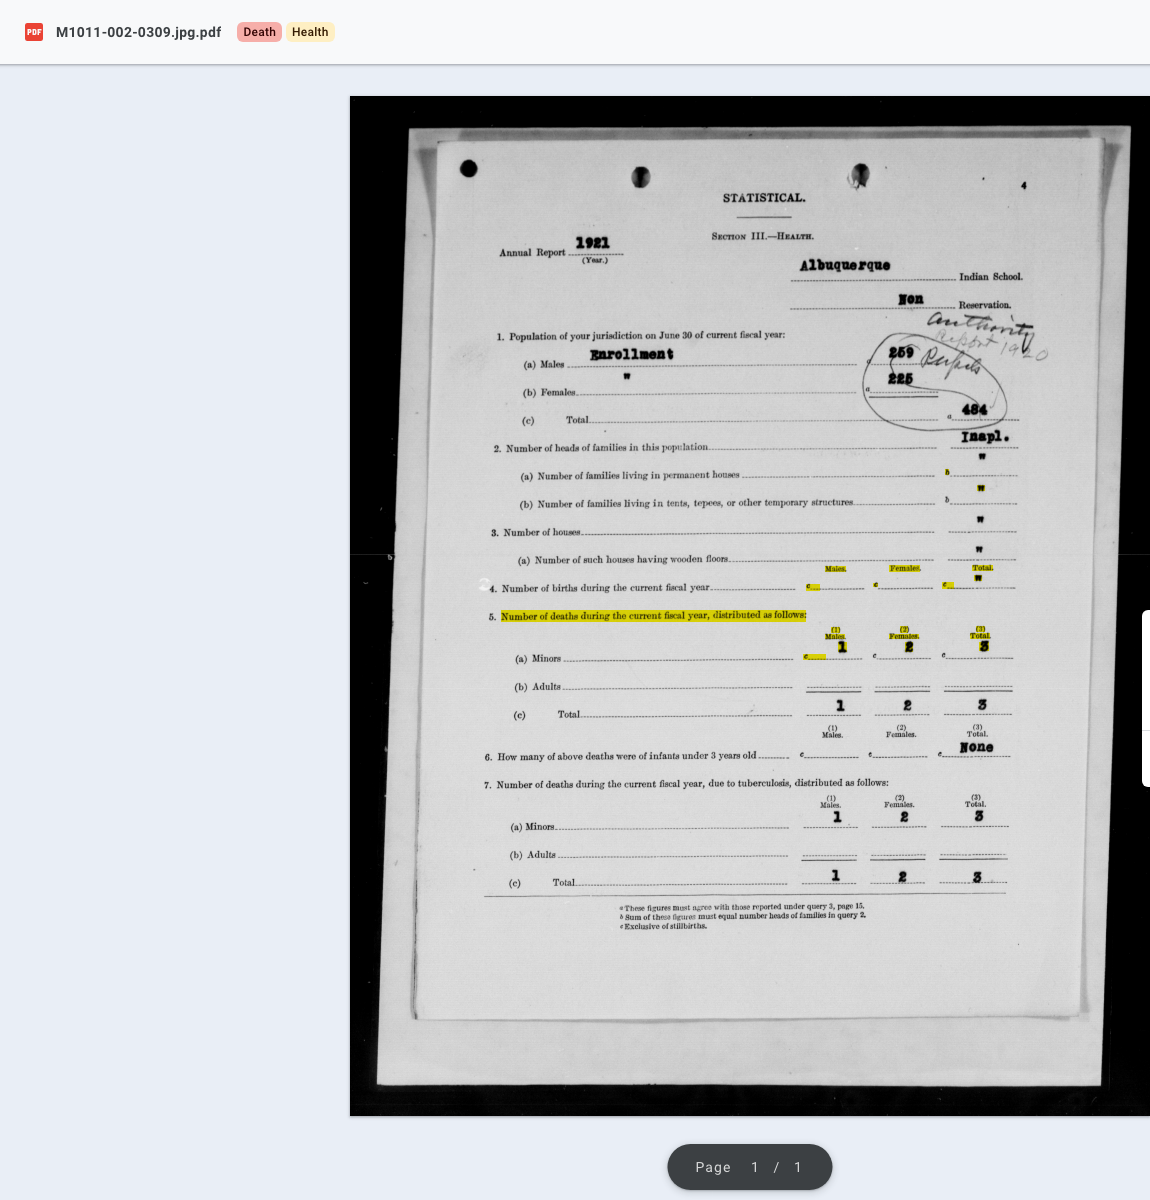 PDF M1011-002-0309.jpg.pdf Death Health
4
STATISTICAL.
SECTION III.—HEALTH.
Annual Report 1921
(Year.)
Albuquerque Indian School.
Non Reservation.
Authority
Report 1920
1. Population of your jurisdiction on June 30 of current fiscal year:
(a) Males Enrollment a 259 Pupils
(b) Females " a 225
(c) Total a 484
2. Number of heads of families in this population Inapl.
(a) Number of families living in permanent houses b "
(b) Number of families living in tents, tepees, or other temporary structures b "
3. Number of houses "
(a) Number of such houses having wooden floors "
Males. Females. Total.
4. Number of births during the current fiscal year c c c "
5. Number of deaths during the current fiscal year, distributed as follows:
(1) (2) (3)
Males. Females. Total.
(a) Minors c 1 c 2 c 3
(b) Adults
(c) Total 1 2 3
(1) (2) (3)
Males. Females. Total.
6. How many of above deaths were of infants under 3 years old c c c None
7. Number of deaths during the current fiscal year, due to tuberculosis, distributed as follows:
(1) (2) (3)
Males. Females. Total.
(a) Minors 1 2 3
(b) Adults
(c) Total 1 2 3
a These figures must agree with those reported under query 3, page 15.
b Sum of these figures must equal number heads of families in query 2.
c Exclusive of stillbirths.
Page 1 / 1